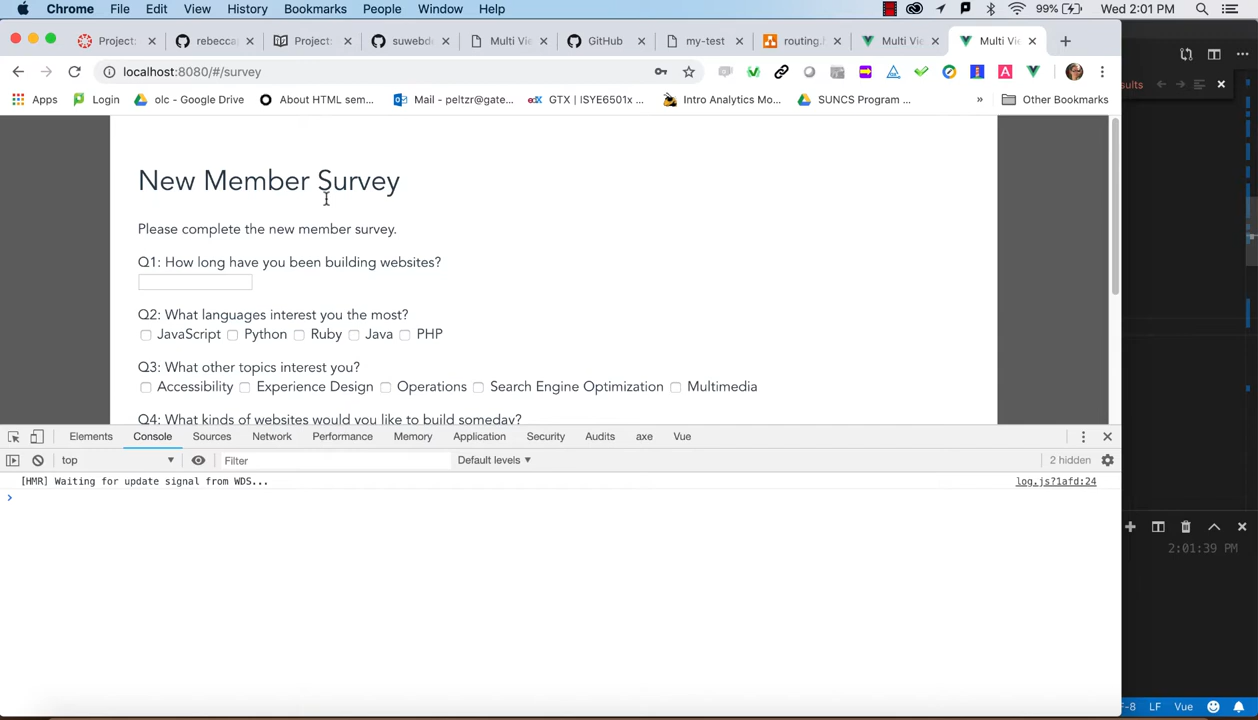 Chrome File Edit View History Bookmarks People Window Help 99% Wed 2:01 PM
Project: rebecca Project: suwebd Multi Vi GitHub my-test routing. Multi Vi Multi Vi
localhost:8080/#/survey
Apps Login olc - Google Drive About HTML sem... Mail - peltzr@gate... GTX | ISYE6501x ... Intro Analytics Mo... SUNCS Program ... » Other Bookmarks
sults
New Member Survey
Please complete the new member survey.
Q1: How long have you been building websites?
Q2: What languages interest you the most?
JavaScript Python Ruby Java PHP
Q3: What other topics interest you?
Accessibility Experience Design Operations Search Engine Optimization Multimedia
Q4: What kinds of websites would you like to build someday?
Elements Console Sources Network Performance Memory Application Security Audits axe Vue
top Filter Default levels 2 hidden
[HMR] Waiting for update signal from WDS... log.js?1afd:24
2:01:39 PM
F-8 LF Vue